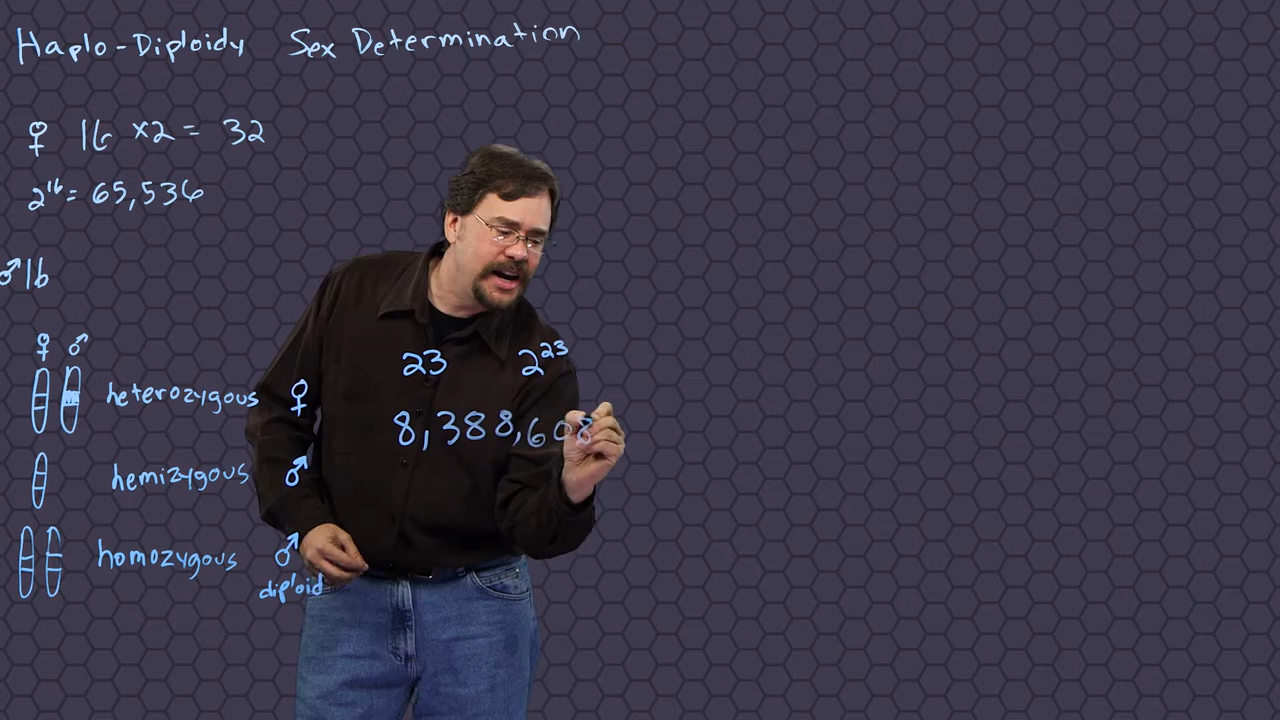 Haplo-Diploidy Sex Determination
♀ 16 ×2 = 32
2¹⁶ = 65,536
♂ 16
♀ ♂
heterozygous ♀
hemizygous ♂
homozygous ♂
diploid
23 2²³
8,388,608